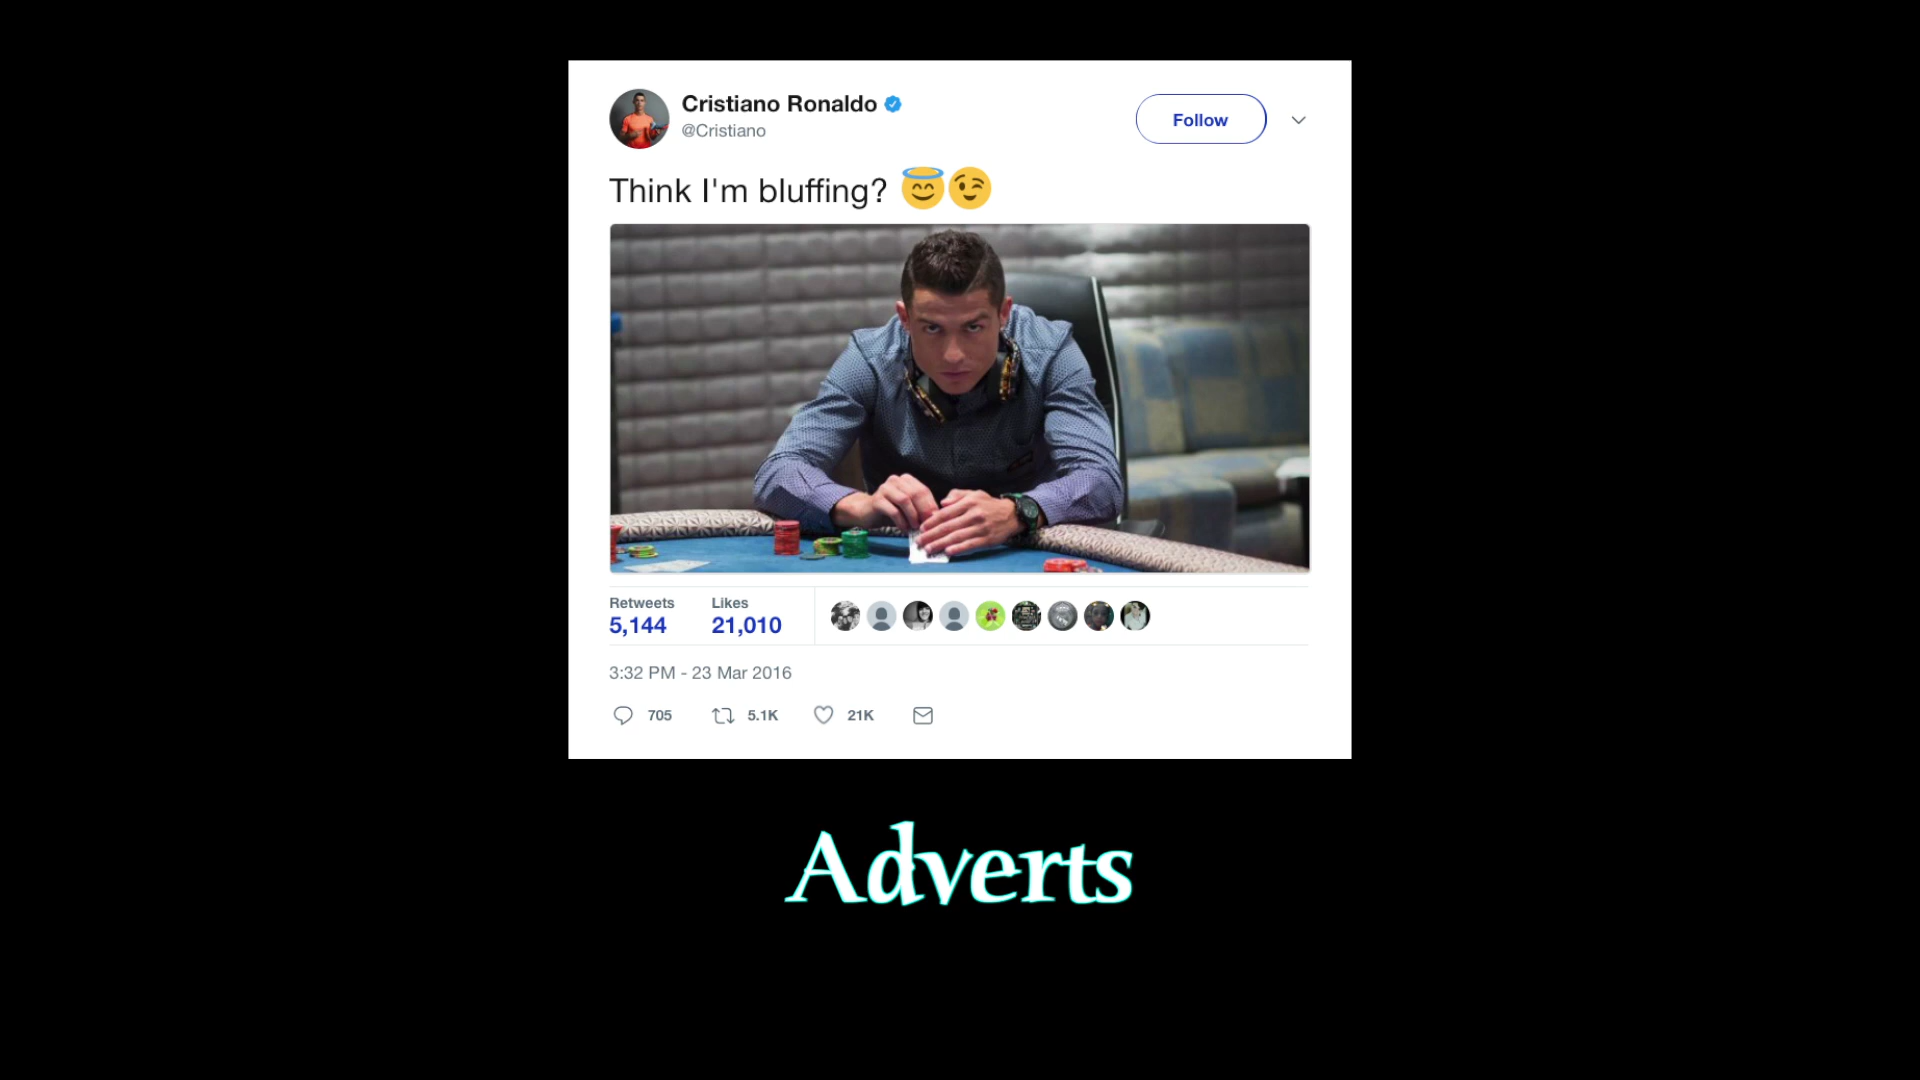 Cristiano Ronaldo
@Cristiano
Follow
Think I'm bluffing? 😇😉
Retweets
Likes
5,144
21,010
3:32 PM - 23 Mar 2016
705
5.1K
21K
Adverts